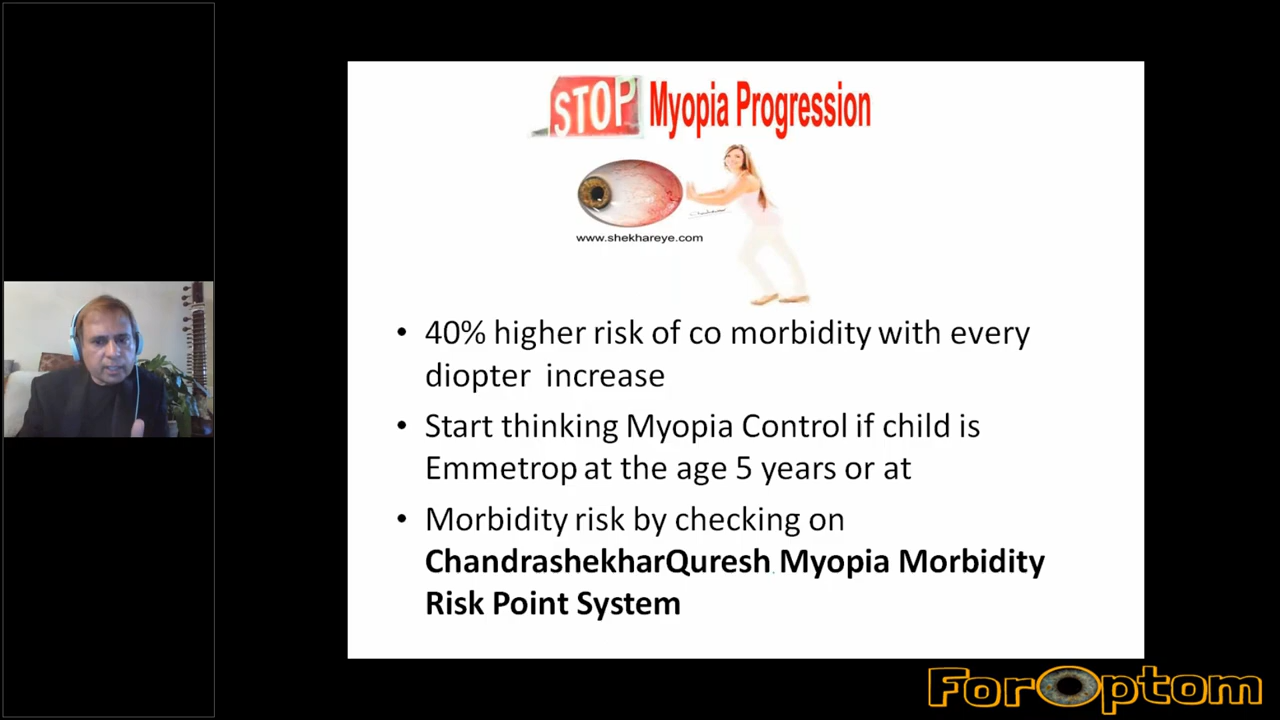 STOP Myopia Progression
www.shekhareye.com
• 40% higher risk of co morbidity with every
diopter increase
• Start thinking Myopia Control if child is
Emmetrop at the age 5 years or at
• Morbidity risk by checking on
ChandrashekharQuresh Myopia Morbidity
Risk Point System
ForOptom